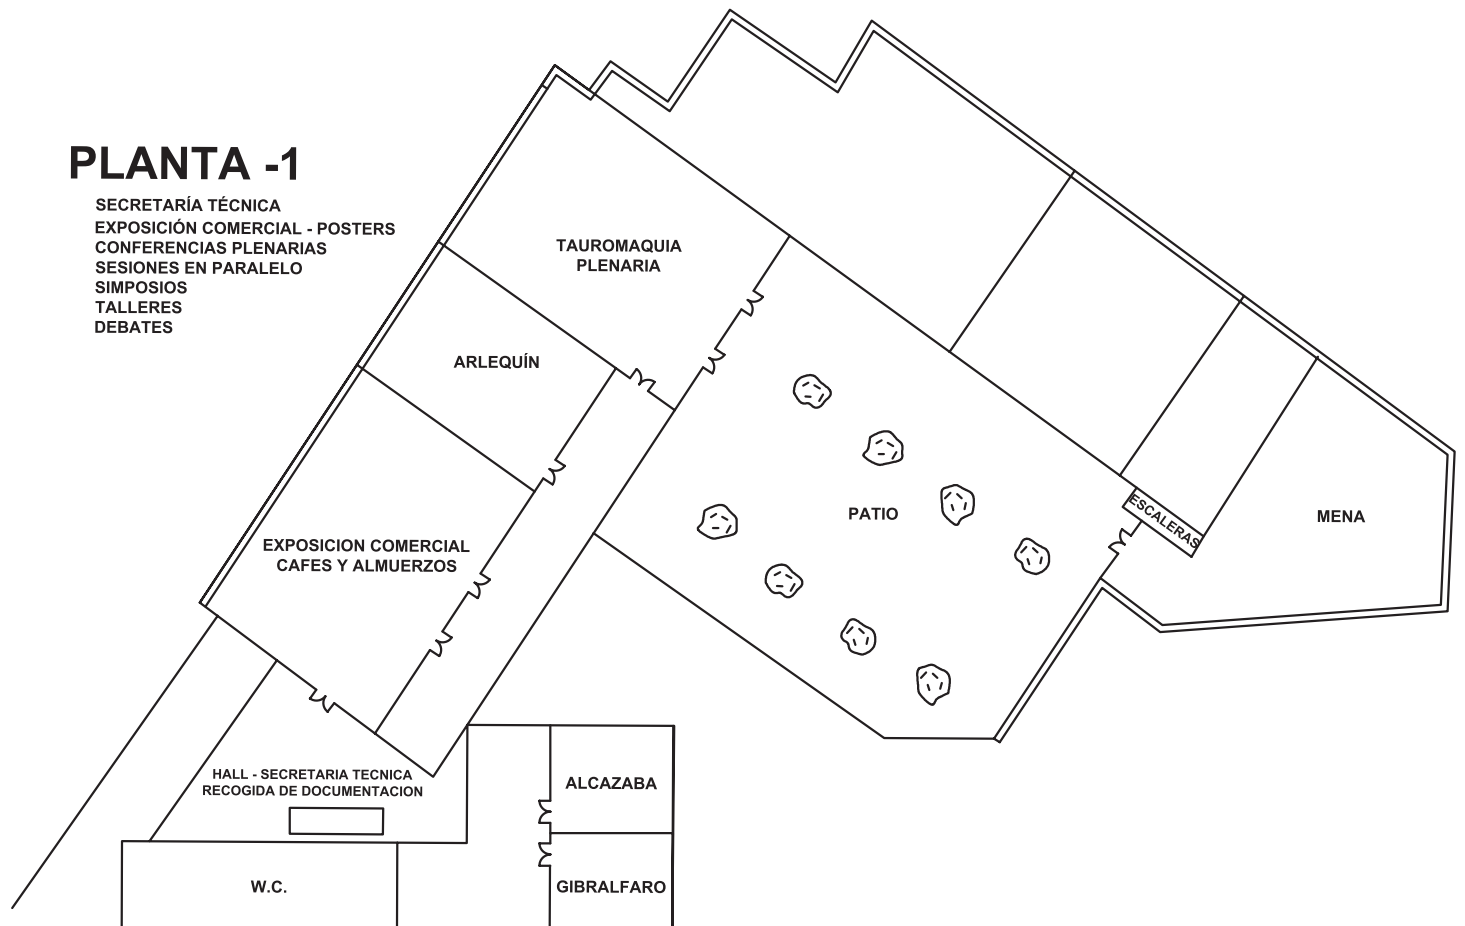 PLANTA -1
SECRETARÍA TÉCNICA
EXPOSICIÓN COMERCIAL - POSTERS
CONFERENCIAS PLENARIAS
SESIONES EN PARALELO
SIMPOSIOS
TALLERES
DEBATES
TAUROMAQUIA
PLENARIA
ARLEQUÍN
EXPOSICION COMERCIAL
CAFES Y ALMUERZOS
PATIO
ESCALERAS
MENA
HALL - SECRETARIA TECNICA
RECOGIDA DE DOCUMENTACION
ALCAZABA
W.C.
GIBRALFARO